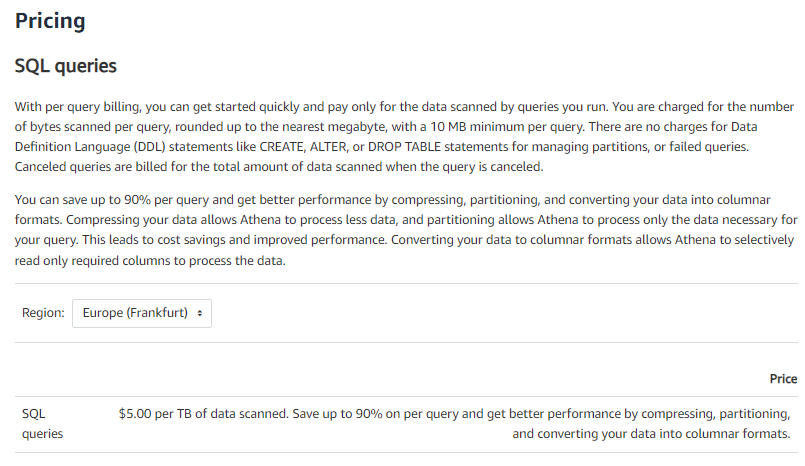 Pricing
SQL queries
With per query billing, you can get started quickly and pay only for the data scanned by queries you run. You are charged for the number
of bytes scanned per query, rounded up to the nearest megabyte, with a 10 MB minimum per query. There are no charges for Data
Definition Language (DDL) statements like CREATE, ALTER, or DROP TABLE statements for managing partitions, or failed queries.
Canceled queries are billed for the total amount of data scanned when the query is canceled.
You can save up to 90% per query and get better performance by compressing, partitioning, and converting your data into columnar
formats. Compressing your data allows Athena to process less data, and partitioning allows Athena to process only the data necessary for
your query. This leads to cost savings and improved performance. Converting your data to columnar formats allows Athena to selectively
read only required columns to process the data.
Region: Europe (Frankfurt)
Price
SQL queries
$5.00 per TB of data scanned. Save up to 90% on per query and get better performance by compressing, partitioning,
and converting your data into columnar formats.